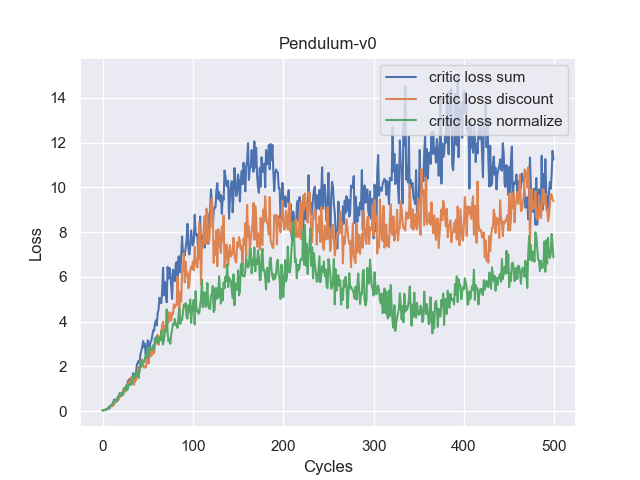 Pendulum-v0
critic loss sum
critic loss discount
critic loss normalize
Loss
14
12
10
8
6
4
2
0
0 100 200 300 400 500
Cycles